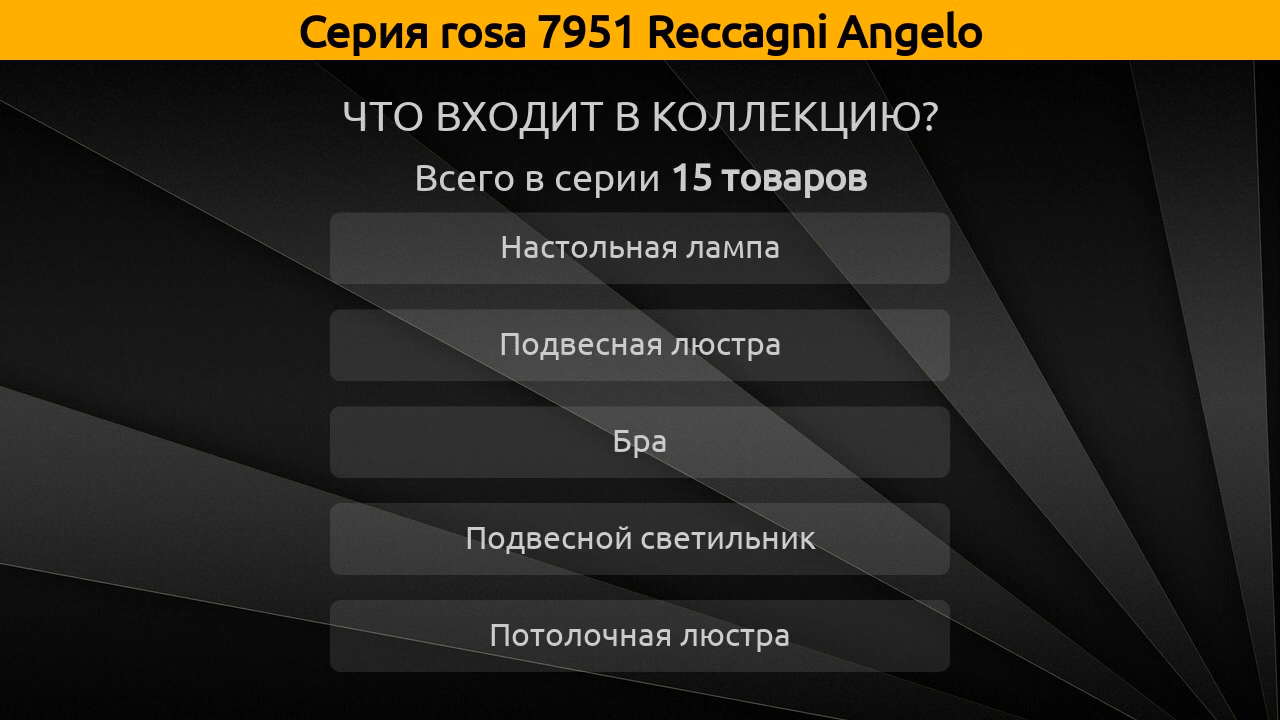 Серия rosa 7951 Reccagni Angelo
ЧТО ВХОДИТ В КОЛЛЕКЦИЮ?
Всего в серии 15 товаров
Настольная лампа
Подвесная люстра
Бра
Подвесной светильник
Потолочная люстра